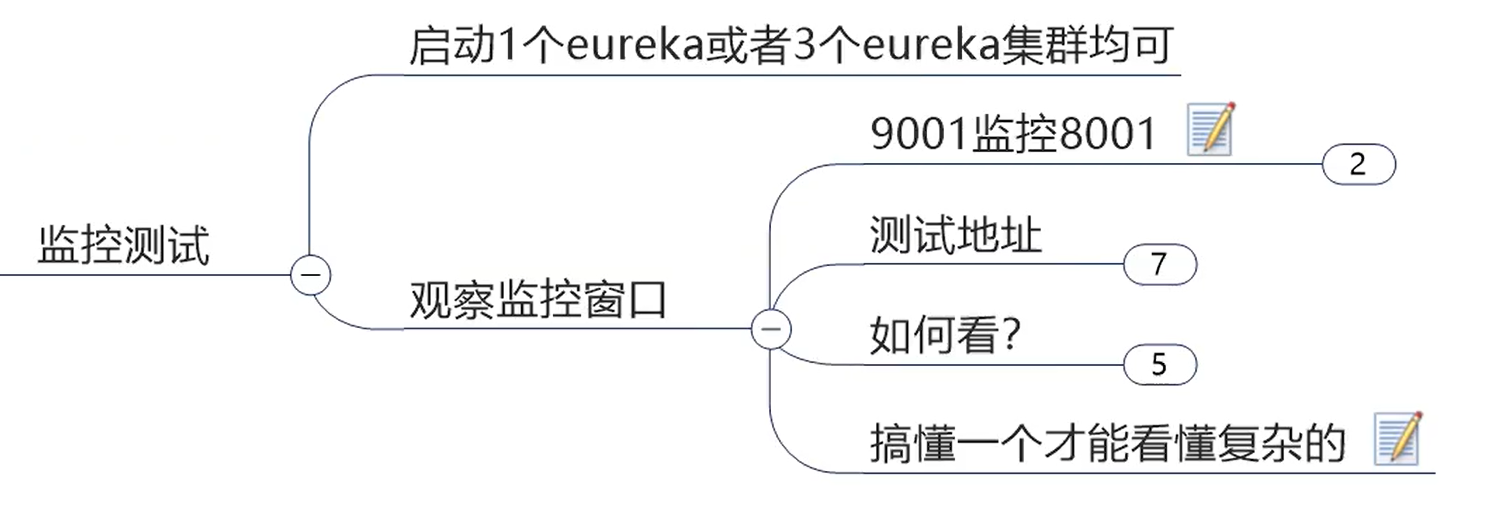 启动1个eureka或者3个eureka集群均可
9001监控8001
2
监控测试
测试地址
7
观察监控窗口
如何看？
5
搞懂一个才能看懂复杂的